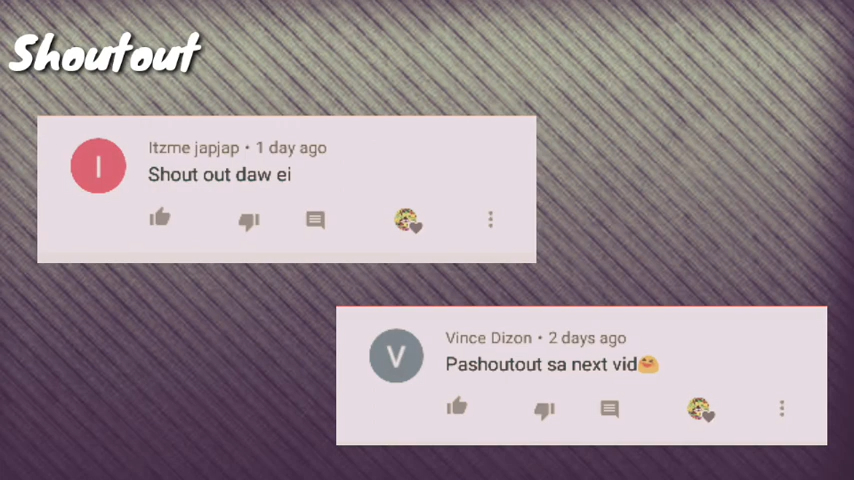 Shoutout
I
Itzme japjap • 1 day ago
Shout out daw ei
V
Vince Dizon • 2 days ago
Pashoutout sa next vid🥰